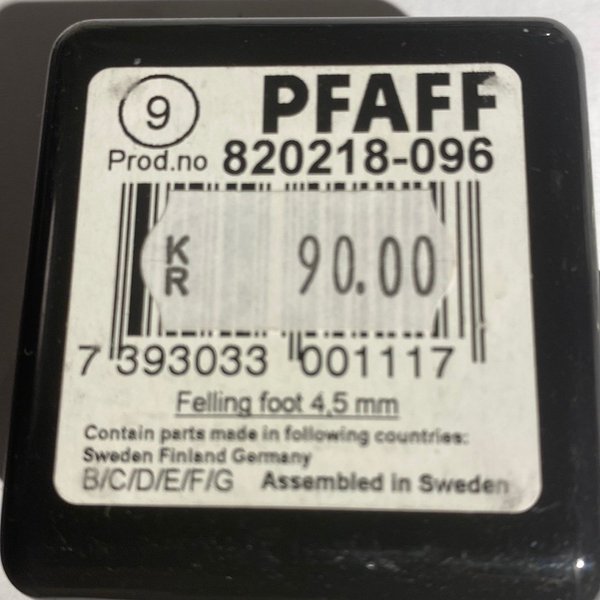 9 PFAFF
Prod.no 820218-096
KR 90.00
7 393033 001117
Felling foot 4,5 mm
Contain parts made in following countries:
Sweden Finland Germany
B/C/D/E/F/G Assembled in Sweden